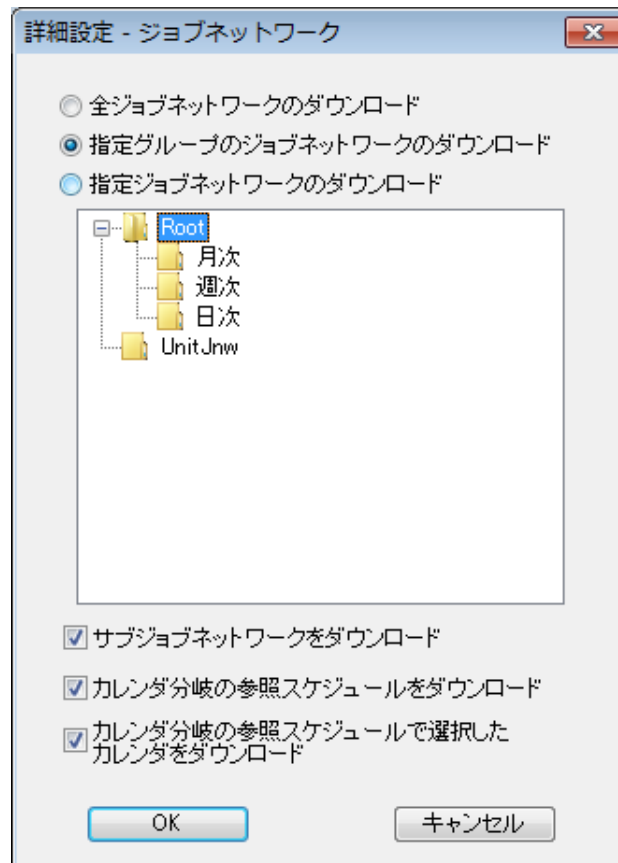 詳細設定 - ジョブネットワーク
全ジョブネットワークのダウンロード
指定グループのジョブネットワークのダウンロード
指定ジョブネットワークのダウンロード
Root
月次
週次
日次
UnitJnw
サブジョブネットワークをダウンロード
カレンダ分岐の参照スケジュールをダウンロード
カレンダ分岐の参照スケジュールで選択した
カレンダをダウンロード
OK
キャンセル